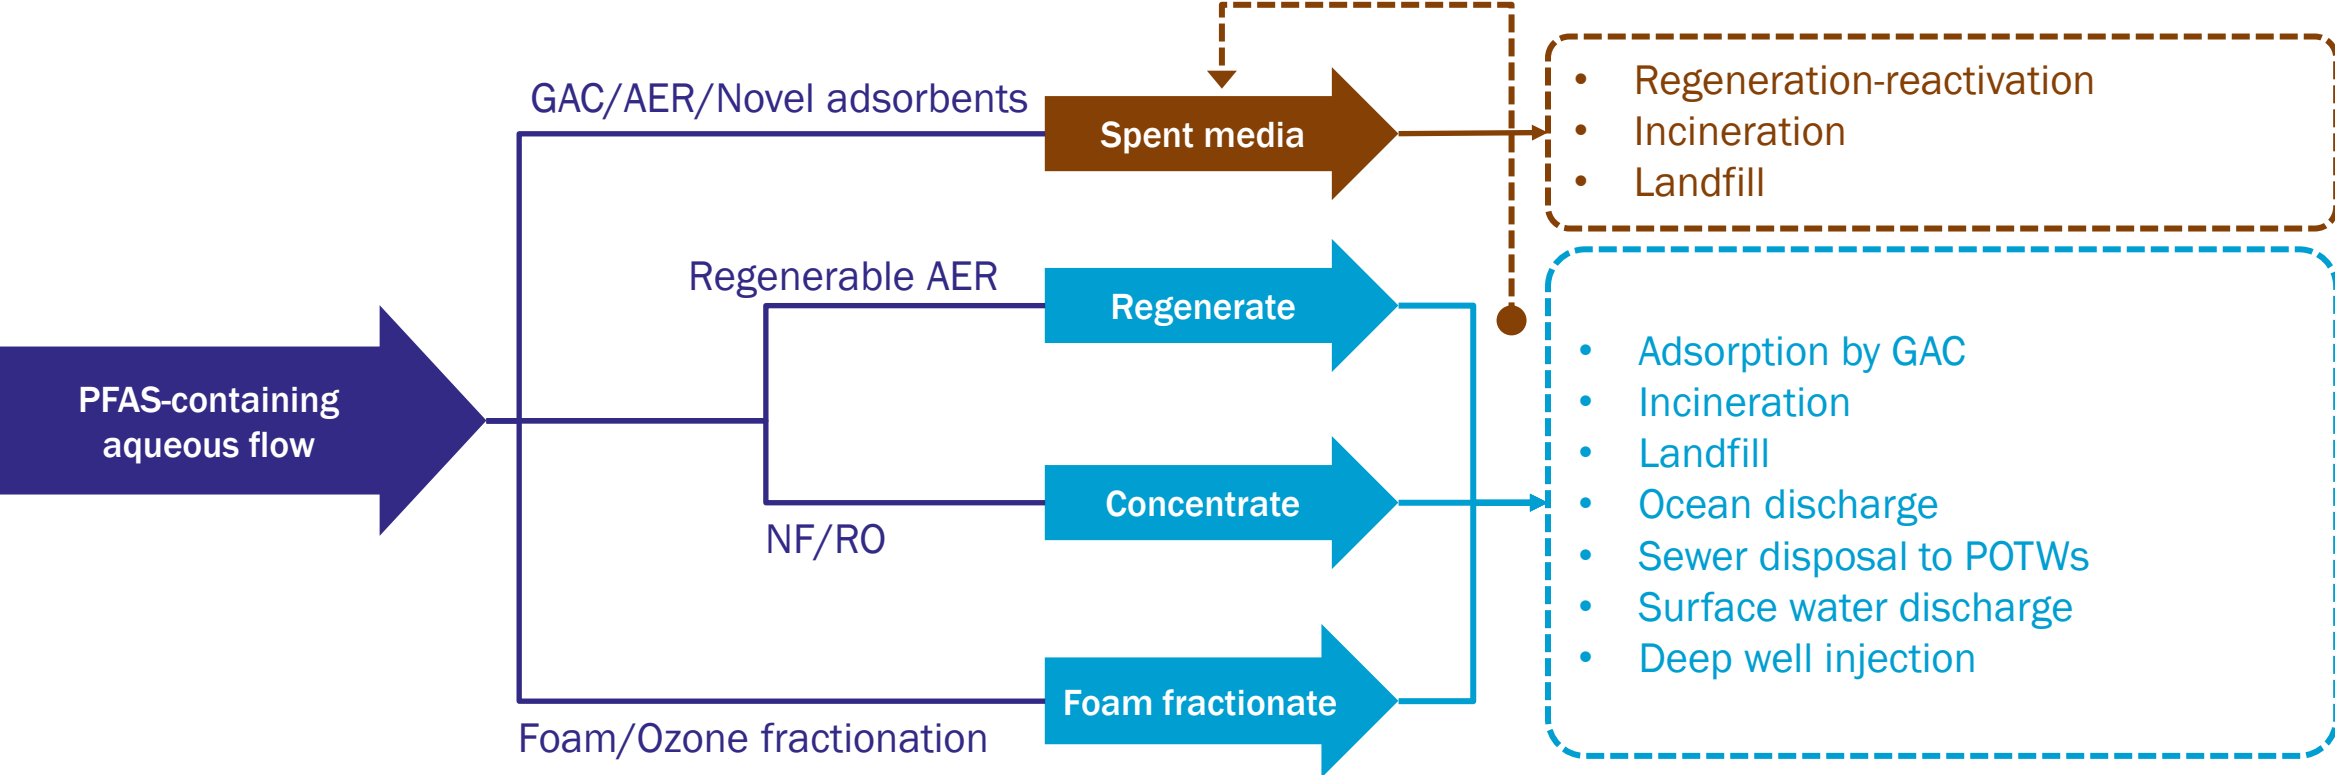 PFAS-containing
aqueous flow
GAC/AER/Novel adsorbents
Regenerable AER
NF/RO
Foam/Ozone fractionation
Spent media
Regenerate
Concentrate
Foam fractionate
• Regeneration-reactivation
• Incineration
• Landfill
• Adsorption by GAC
• Incineration
• Landfill
• Ocean discharge
• Sewer disposal to POTWs
• Surface water discharge
• Deep well injection